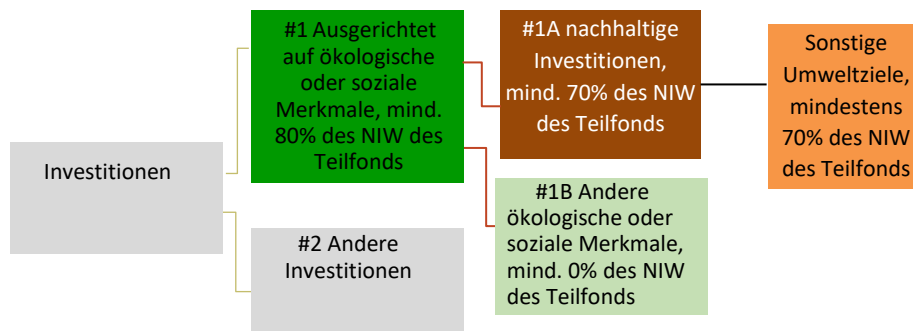 Investitionen
#1 Ausgerichtet
auf ökologische
oder soziale
Merkmale, mind.
80% des NIW des
Teilfonds
#2 Andere
Investitionen
#1A nachhaltige
Investitionen,
mind. 70% des NIW
des Teilfonds
#1B Andere
ökologische oder
soziale Merkmale,
mind. 0% des NIW
des Teilfonds
Sonstige
Umweltziele,
mindestens
70% des NIW
des Teilfonds